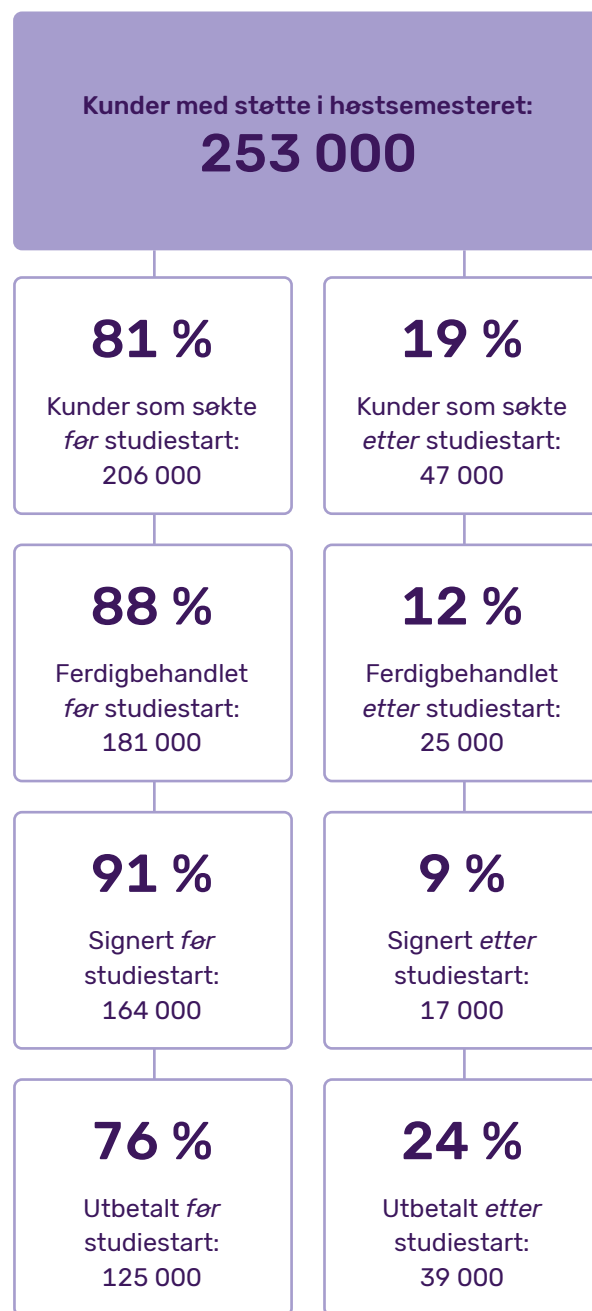 Kunder med støtte i høstsemesteret:
253 000
81 %
Kunder som søkte
før studiestart:
206 000
19 %
Kunder som søkte
etter studiestart:
47 000
88 %
Ferdigbehandlet
før studiestart:
181 000
12 %
Ferdigbehandlet
etter studiestart:
25 000
91 %
Signert før
studiestart:
164 000
9 %
Signert etter
studiestart:
17 000
76 %
Utbetalt før
studiestart:
125 000
24 %
Utbetalt etter
studiestart:
39 000